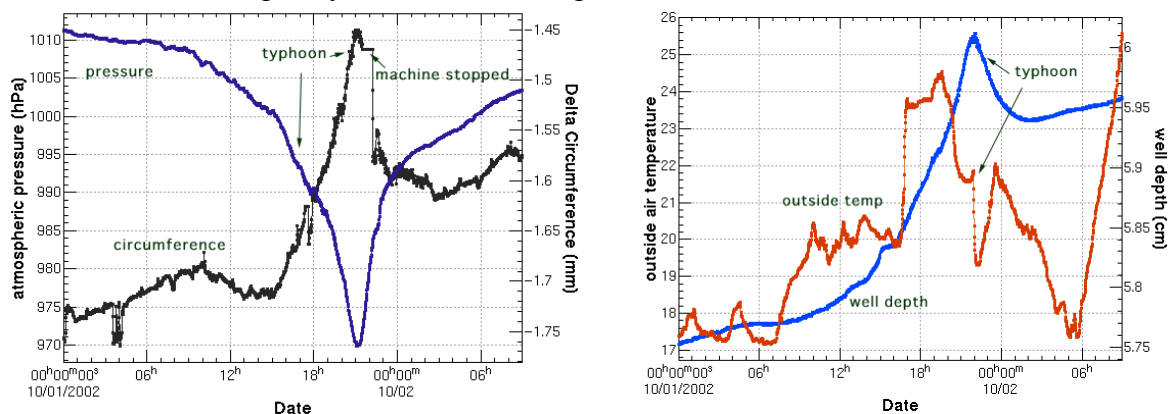 1010
1005
1000
995
990
985
980
975
970
atmospheric pressure (hPa)
pressure
typhoon
machine stopped
circumference
1.45
1.5
1.55
1.6
1.65
1.7
1.75
Delta Circumference (mm)
00h00m00s 06h 12h 18h 00h00m 06h
10/01/2002 10/02
Date
26
25
24
23
22
21
20
19
18
17
outside air temperature
typhoon
outside temp
well depth
6
5.95
5.9
5.85
5.8
5.75
well depth (cm)
00h00m00s 06h 12h 18h 00h00m 06h
10/01/2002 10/02
Date